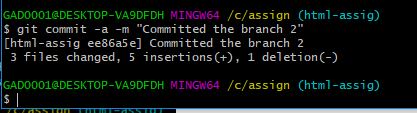 GAD0001@DESKTOP-VA9DFDH MINGW64 /c/assign (html-assig)
$ git commit -a -m "Committed the branch 2"
[html-assig ee86a5e] Committed the branch 2
 3 files changed, 5 insertions(+), 1 deletion(-)
GAD0001@DESKTOP-VA9DFDH MINGW64 /c/assign (html-assig)
$